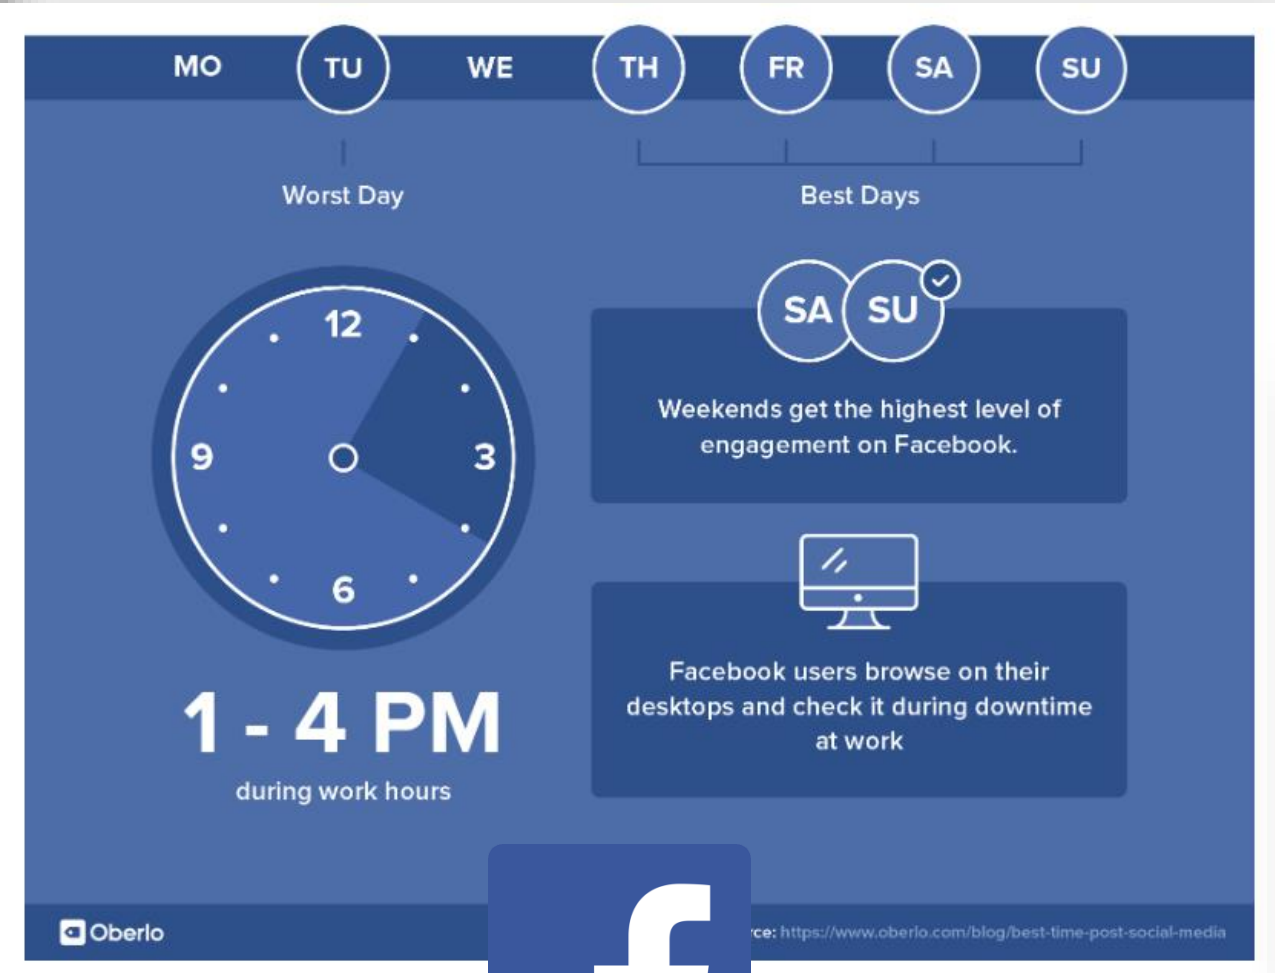 MO TU WE TH FR SA SU
Worst Day
Best Days
12
9
3
6
1 - 4 PM
during work hours
SA SU
Weekends get the highest level of
engagement on Facebook.
Facebook users browse on their
desktops and check it during downtime
at work
f
Oberlo
https://www.oberlo.com/blog/best-time-post-social-media